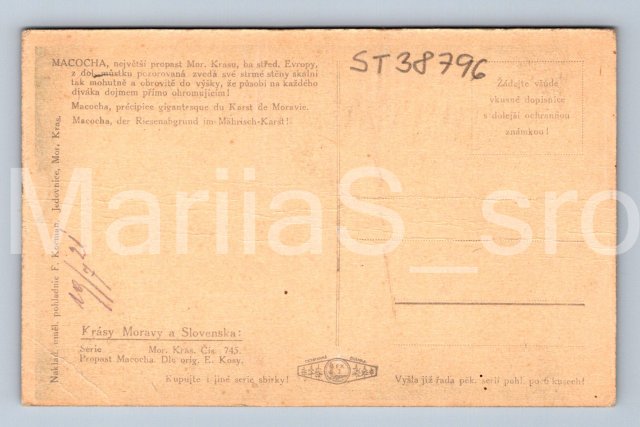 MACOCHA, největší propast Mor. Krasu, ba střed. Evropy,
z dol. můstku pozorovaná zvedá své strmé stěny skalní
tak mohutně a obrovitě do výšky, že působí na každého
diváka dojmem přímo ohromujícím!
Macocha, précipice gigantesque du Karst de Moravie.
Macocha, der Riesenabgrund im Mährisch-Karst!
ST38796
Žádejte všude
vkusné dopisnice
s dolejší ochrannou
známkou!
Naklad. uměl. pohlednic F. Jedovnice, Mor. Kras.
MariiaS_sro
Krásy Moravy a Slovenska:
Serie Mor. Kras. Čís. 745.
Propast Macocha. Dle orig. E. Kosy.
Kupujte i jiné serie sbírky!
Vyšla již řada pěk. serií pohl. po 6 kusech!